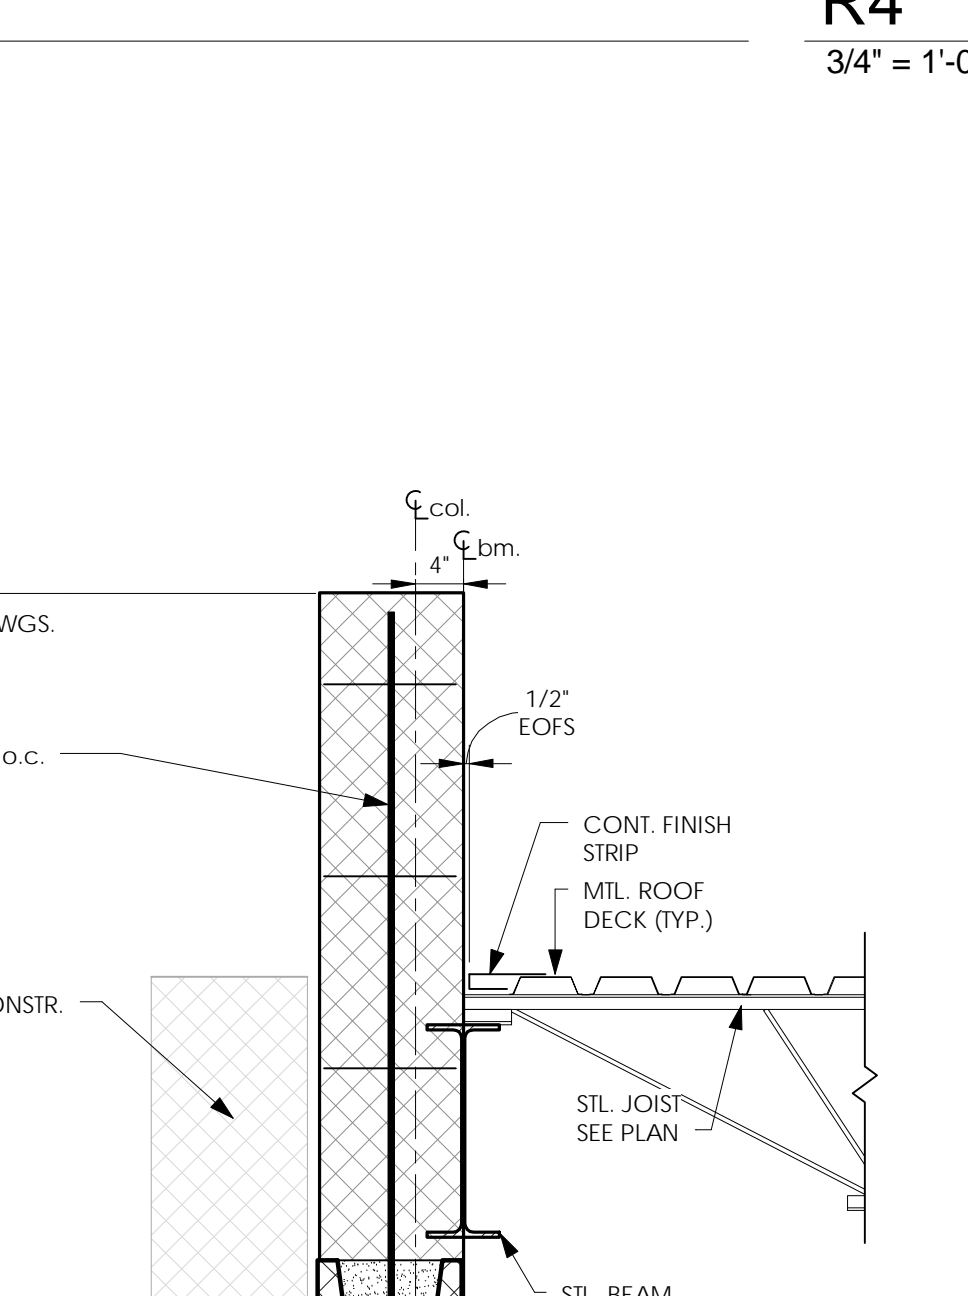 R4
3/4" = 1'-0
℄ col.
℄ bm.
4"
WGS.
1/2"
EOFS
o.c.
CONT. FINISH
STRIP
MTL. ROOF
DECK (TYP.)
ONSTR.
STL. JOIST
SEE PLAN
STL. BEAM